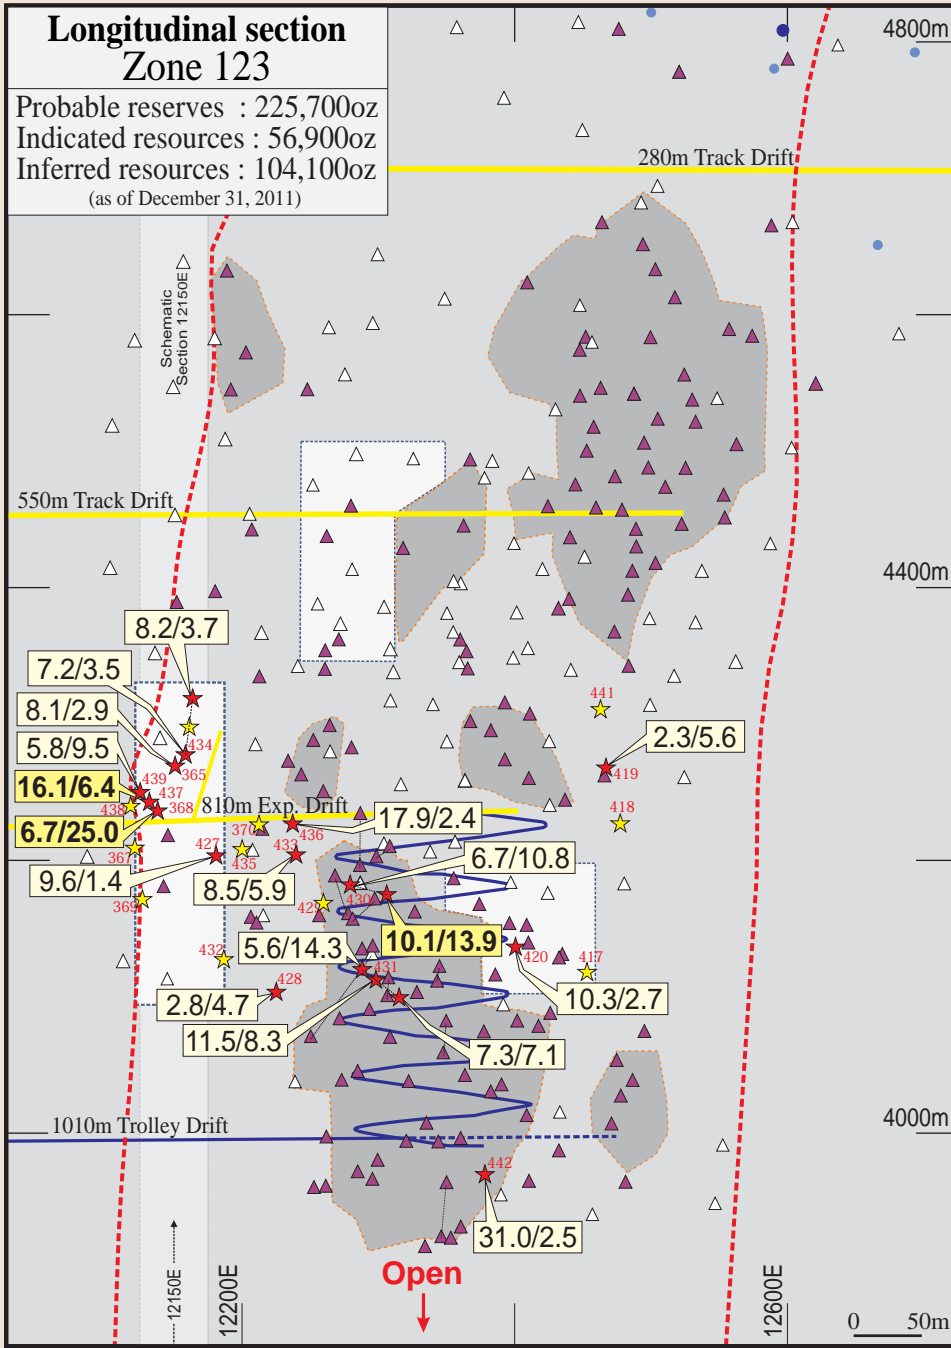 Longitudinal section
Zone 123
Probable reserves : 225,700oz
Indicated resources : 56,900oz
Inferred resources : 104,100oz
(as of December 31, 2011)
4800m
280m Track Drift
Schematic
Section 12150E
550m Track Drift
4400m
8.2/3.7
7.2/3.5
8.1/2.9
5.8/9.5
16.1/6.4
6.7/25.0
434
365
439
437
438
368
441
2.3/5.6
419
418
810m Exp. Drift
370
436
17.9/2.4
367
427
435
433
6.7/10.8
9.6/1.4
8.5/5.9
430
369
429
10.1/13.9
5.6/14.3
432
431
420
417
428
10.3/2.7
2.8/4.7
11.5/8.3
7.3/7.1
1010m Trolley Drift
4000m
442
31.0/2.5
Open
12150E
12200E
12600E
0 50m